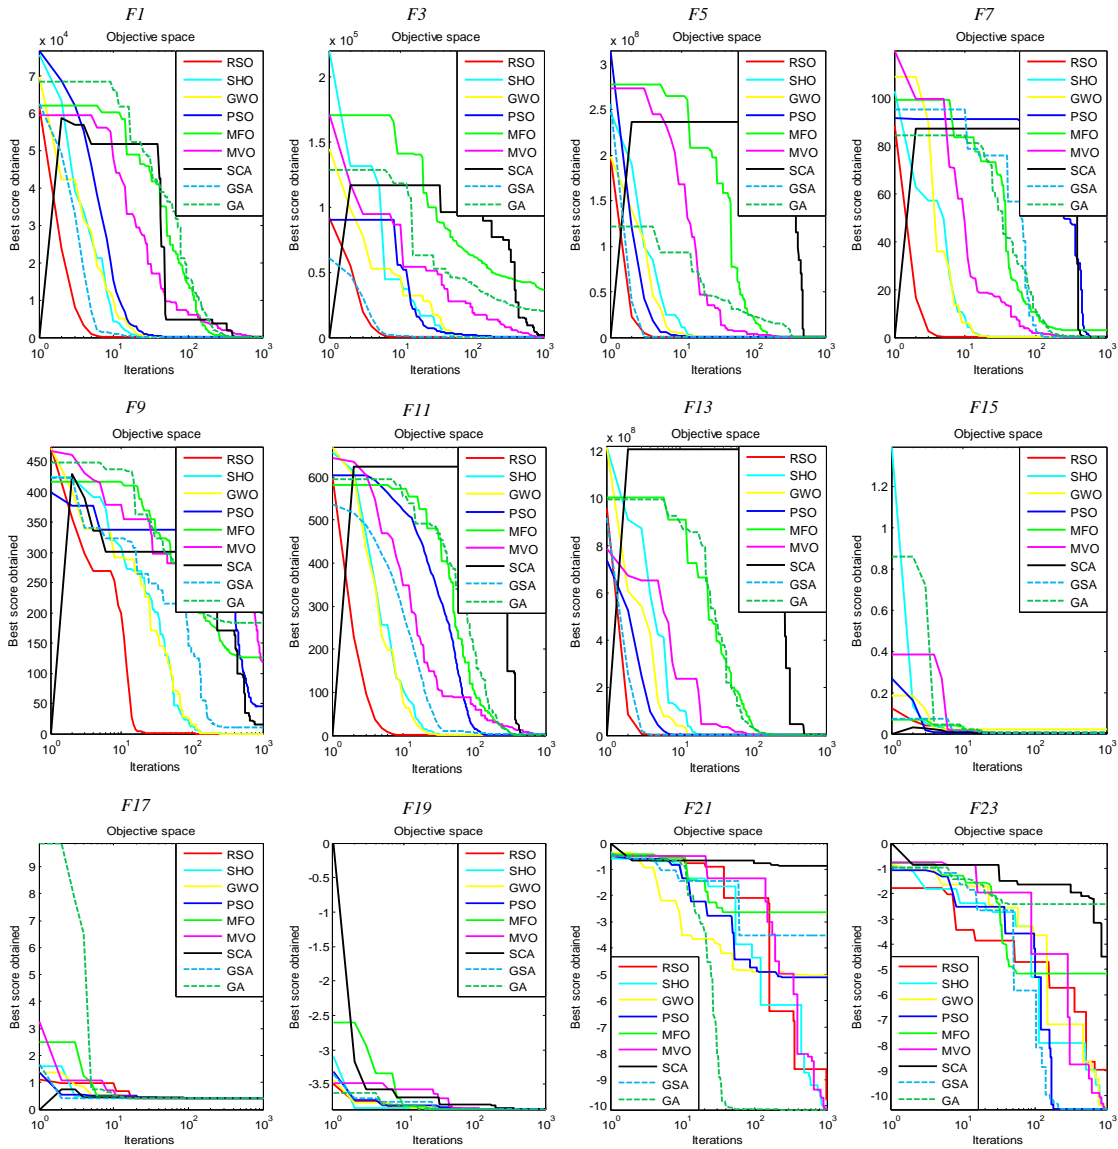 F1
Objective space
x 10^4
7
6
5
4
3
2
1
0
Best score obtained
10^0
10^1
10^2
10^3
Iterations
RSO
SHO
GWO
PSO
MFO
MVO
SCA
GSA
GA
F3
Objective space
x 10^5
2
1.5
1
0.5
0
Best score obtained
10^0
10^1
10^2
10^3
Iterations
RSO
SHO
GWO
PSO
MFO
MVO
SCA
GSA
GA
F5
Objective space
x 10^8
3
2.5
2
1.5
1
0.5
0
Best score obtained
10^0
10^1
10^2
10^3
Iterations
RSO
SHO
GWO
PSO
MFO
MVO
SCA
GSA
GA
F7
Objective space
100
80
60
40
20
0
Best score obtained
10^0
10^1
10^2
10^3
Iterations
RSO
SHO
GWO
PSO
MFO
MVO
SCA
GSA
GA
F9
Objective space
450
400
350
300
250
200
150
100
50
0
Best score obtained
10^0
10^1
10^2
10^3
Iterations
RSO
SHO
GWO
PSO
MFO
MVO
SCA
GSA
GA
F11
Objective space
600
500
400
300
200
100
0
Best score obtained
10^0
10^1
10^2
10^3
Iterations
RSO
SHO
GWO
PSO
MFO
MVO
SCA
GSA
GA
F13
Objective space
x 10^8
12
10
8
6
4
2
0
Best score obtained
10^0
10^1
10^2
10^3
Iterations
RSO
SHO
GWO
PSO
MFO
MVO
SCA
GSA
GA
F15
Objective space
1.2
1
0.8
0.6
0.4
0.2
0
Best score obtained
10^0
10^1
10^2
10^3
Iterations
RSO
SHO
GWO
PSO
MFO
MVO
SCA
GSA
GA
F17
Objective space
9
8
7
6
5
4
3
2
1
0
Best score obtained
10^0
10^1
10^2
10^3
Iterations
RSO
SHO
GWO
PSO
MFO
MVO
SCA
GSA
GA
F19
Objective space
0
-0.5
-1
-1.5
-2
-2.5
-3
-3.5
Best score obtained
10^0
10^1
10^2
10^3
Iterations
RSO
SHO
GWO
PSO
MFO
MVO
SCA
GSA
GA
F21
Objective space
0
-1
-2
-3
-4
-5
-6
-7
-8
-9
-10
Best score obtained
10^0
10^1
10^2
10^3
Iterations
RSO
SHO
GWO
PSO
MFO
MVO
SCA
GSA
GA
F23
Objective space
0
-1
-2
-3
-4
-5
-6
-7
-8
-9
-10
Best score obtained
10^0
10^1
10^2
10^3
Iterations
RSO
SHO
GWO
PSO
MFO
MVO
SCA
GSA
GA